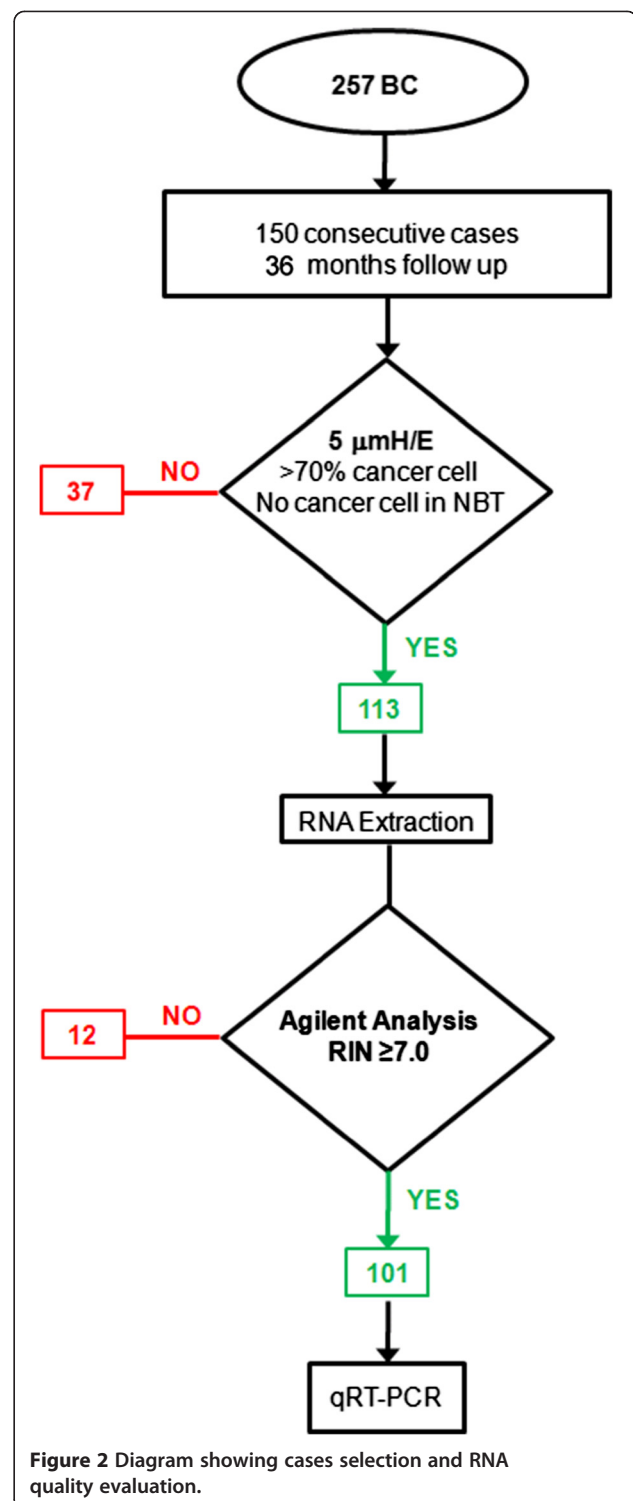 257 BC
150 consecutive cases
36 months follow up
5 μmH/E
>70% cancer cell
No cancer cell in NBT
NO
37
YES
113
RNA Extraction
Agilent Analysis
RIN ≥7.0
NO
12
YES
101
qRT-PCR
Figure 2 Diagram showing cases selection and RNA
quality evaluation.